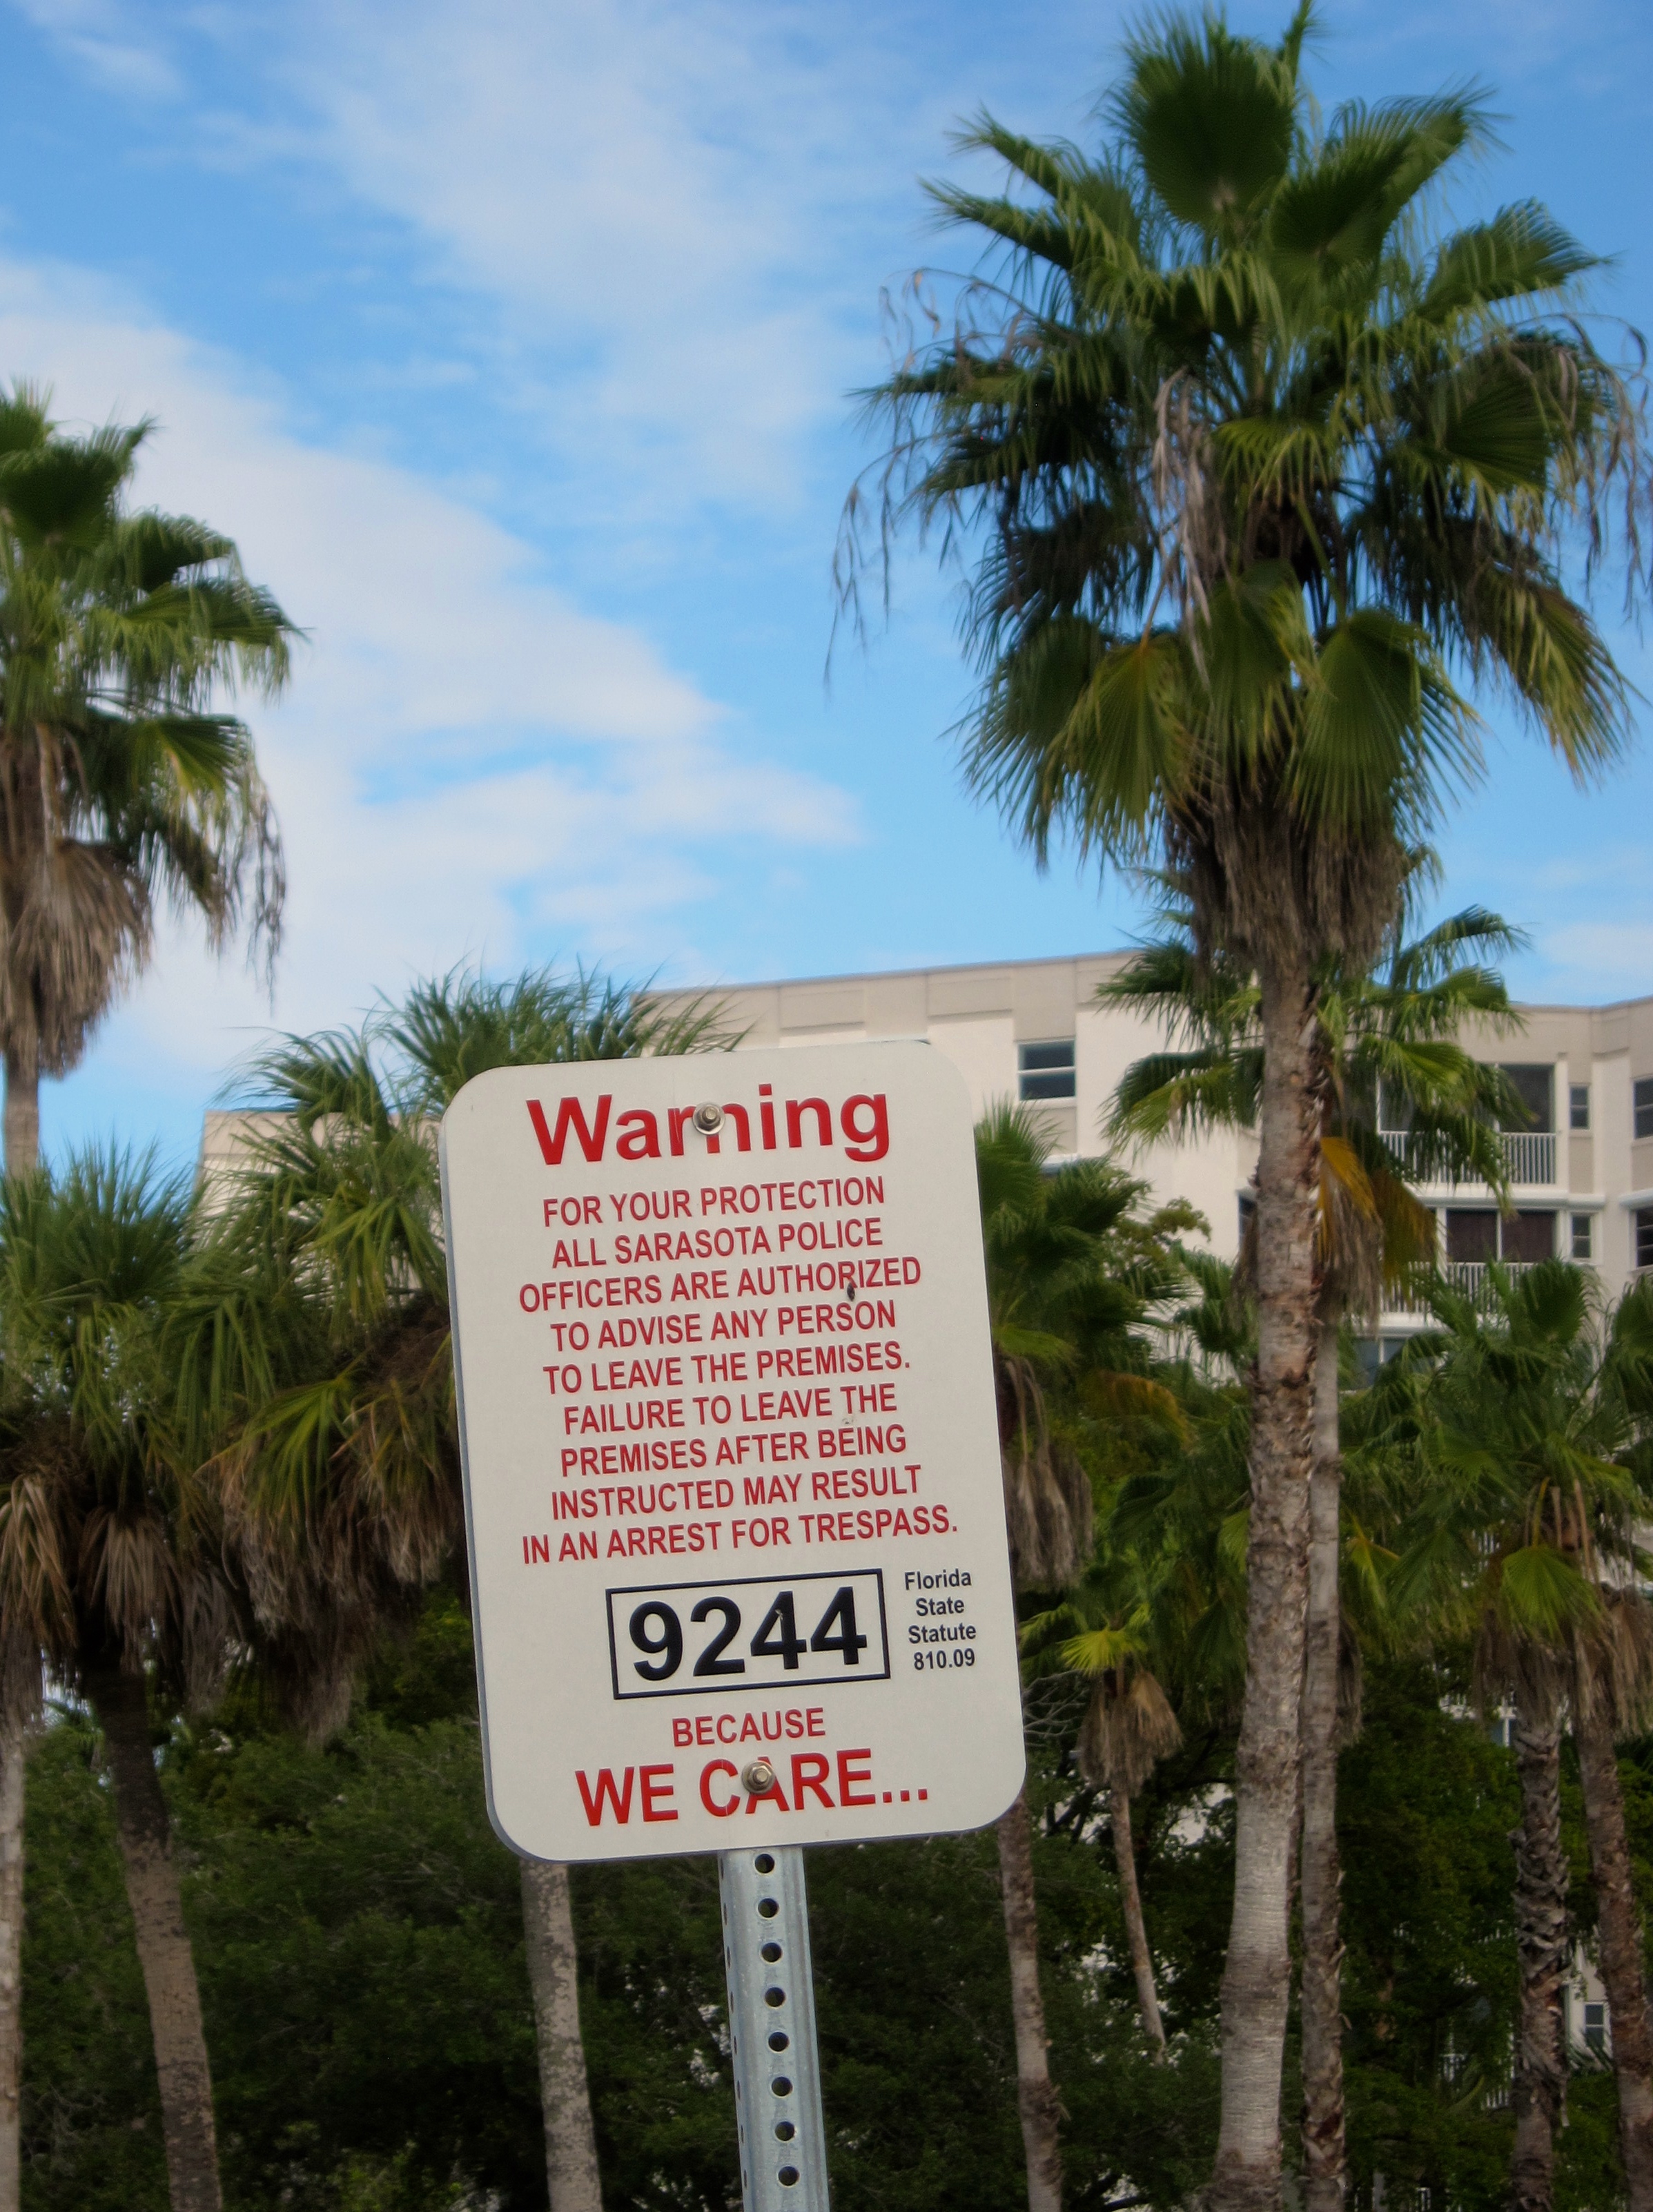 Warning
FOR YOUR PROTECTION
ALL SARASOTA POLICE
OFFICERS ARE AUTHORIZED
TO ADVISE ANY PERSON
TO LEAVE THE PREMISES.
FAILURE TO LEAVE THE
PREMISES AFTER BEING
INSTRUCTED MAY RESULT
IN AN ARREST FOR TRESPASS.
9244
Florida
State
Statute
810.09
BECAUSE
WE CARE...